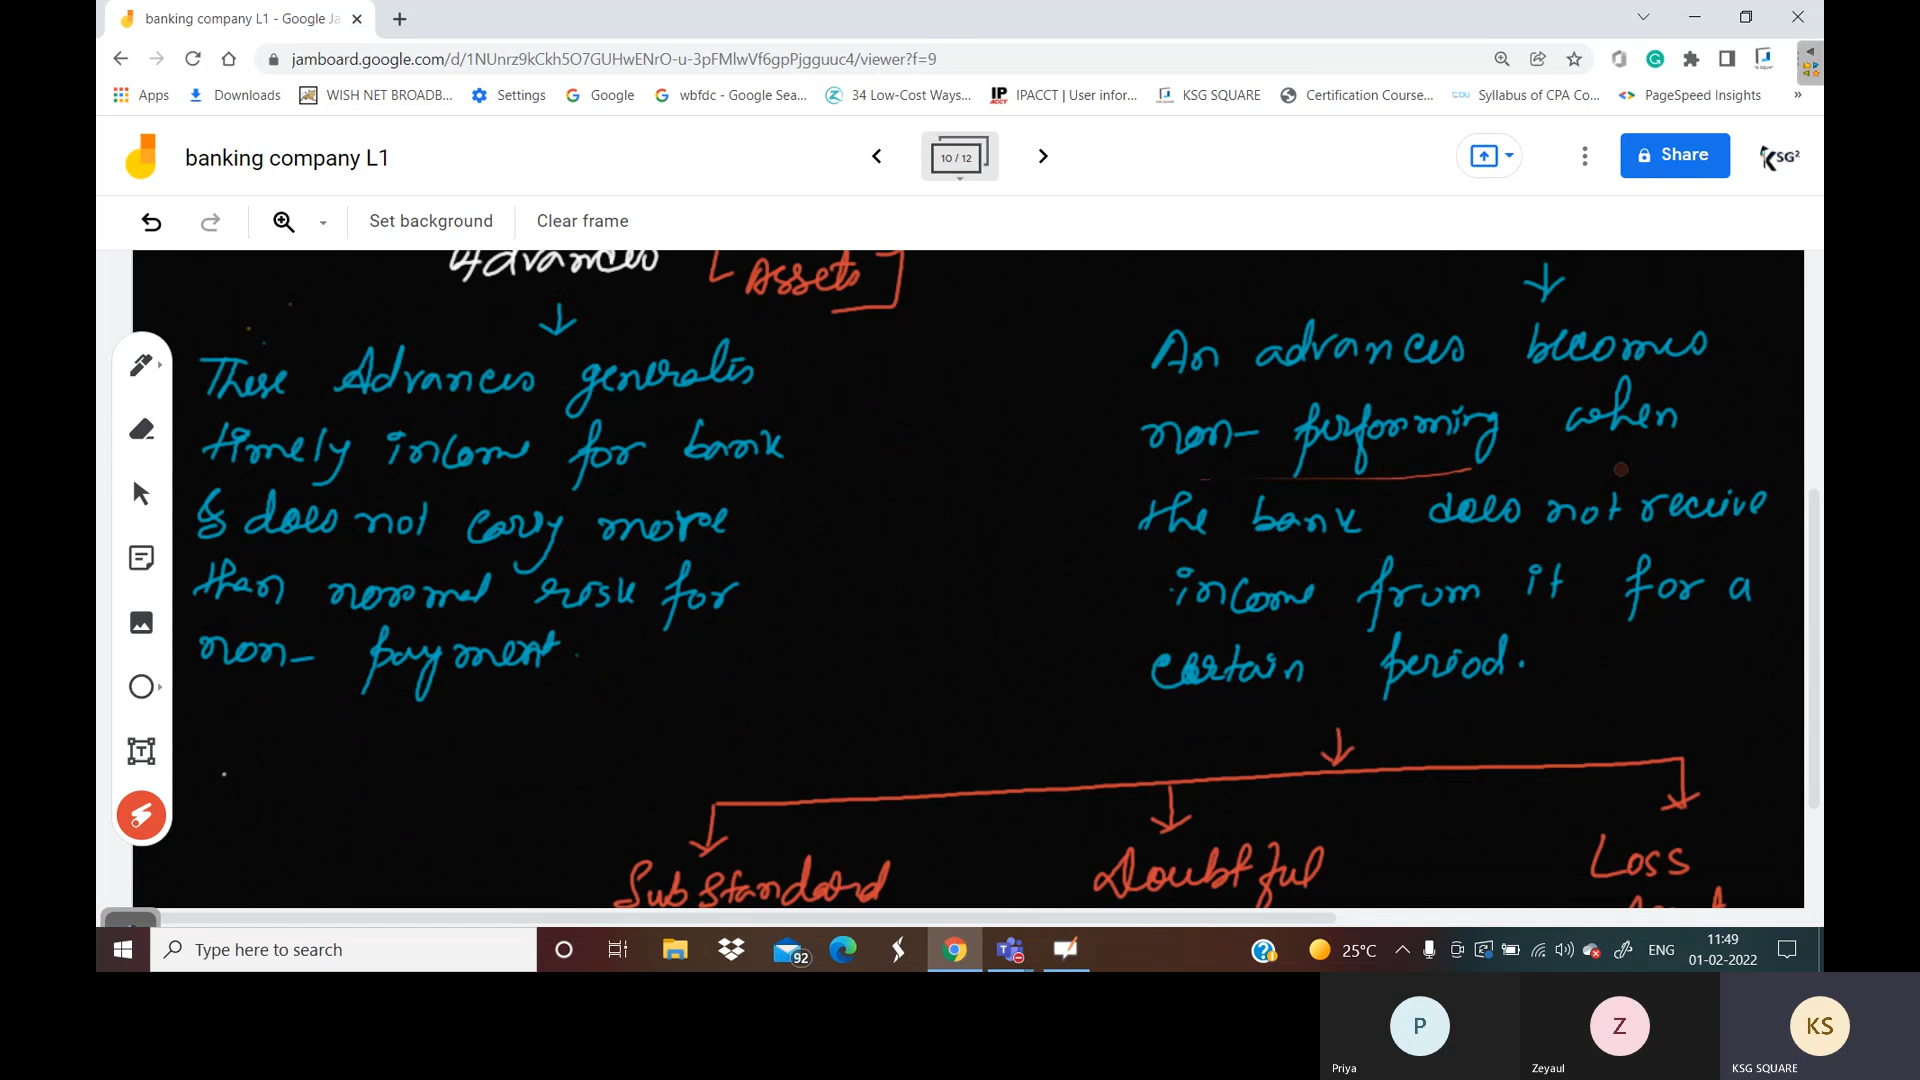 banking company L1 - Google Ja
jamboard.google.com/d/1NUnrz9kCkh5O7GUHwENrO-u-3pFMlwVf6gpPjgguuc4/viewer?f=9
Apps Downloads WISH NET BROADB... Settings Google wbfdc - Google Sea... 34 Low-Cost Ways... IPACCT | User infor... KSG SQUARE Certification Course... Syllabus of CPA Co... PageSpeed Insights »
banking company L1
10 / 12
Share
KSG²
Set background Clear frame
Advances [Assets]
These Advances generatis
timely income for bank
& does not carry more
than normal risk for
non- payment
An advances becomes
non- performing when
the bank does not receive
income from it for a
certain period.
Substandard
Doubtful
Loss
Type here to search
92
25°C
ENG
11:49
01-02-2022
P
Priya
Z
Zeyaul
KS
KSG SQUARE